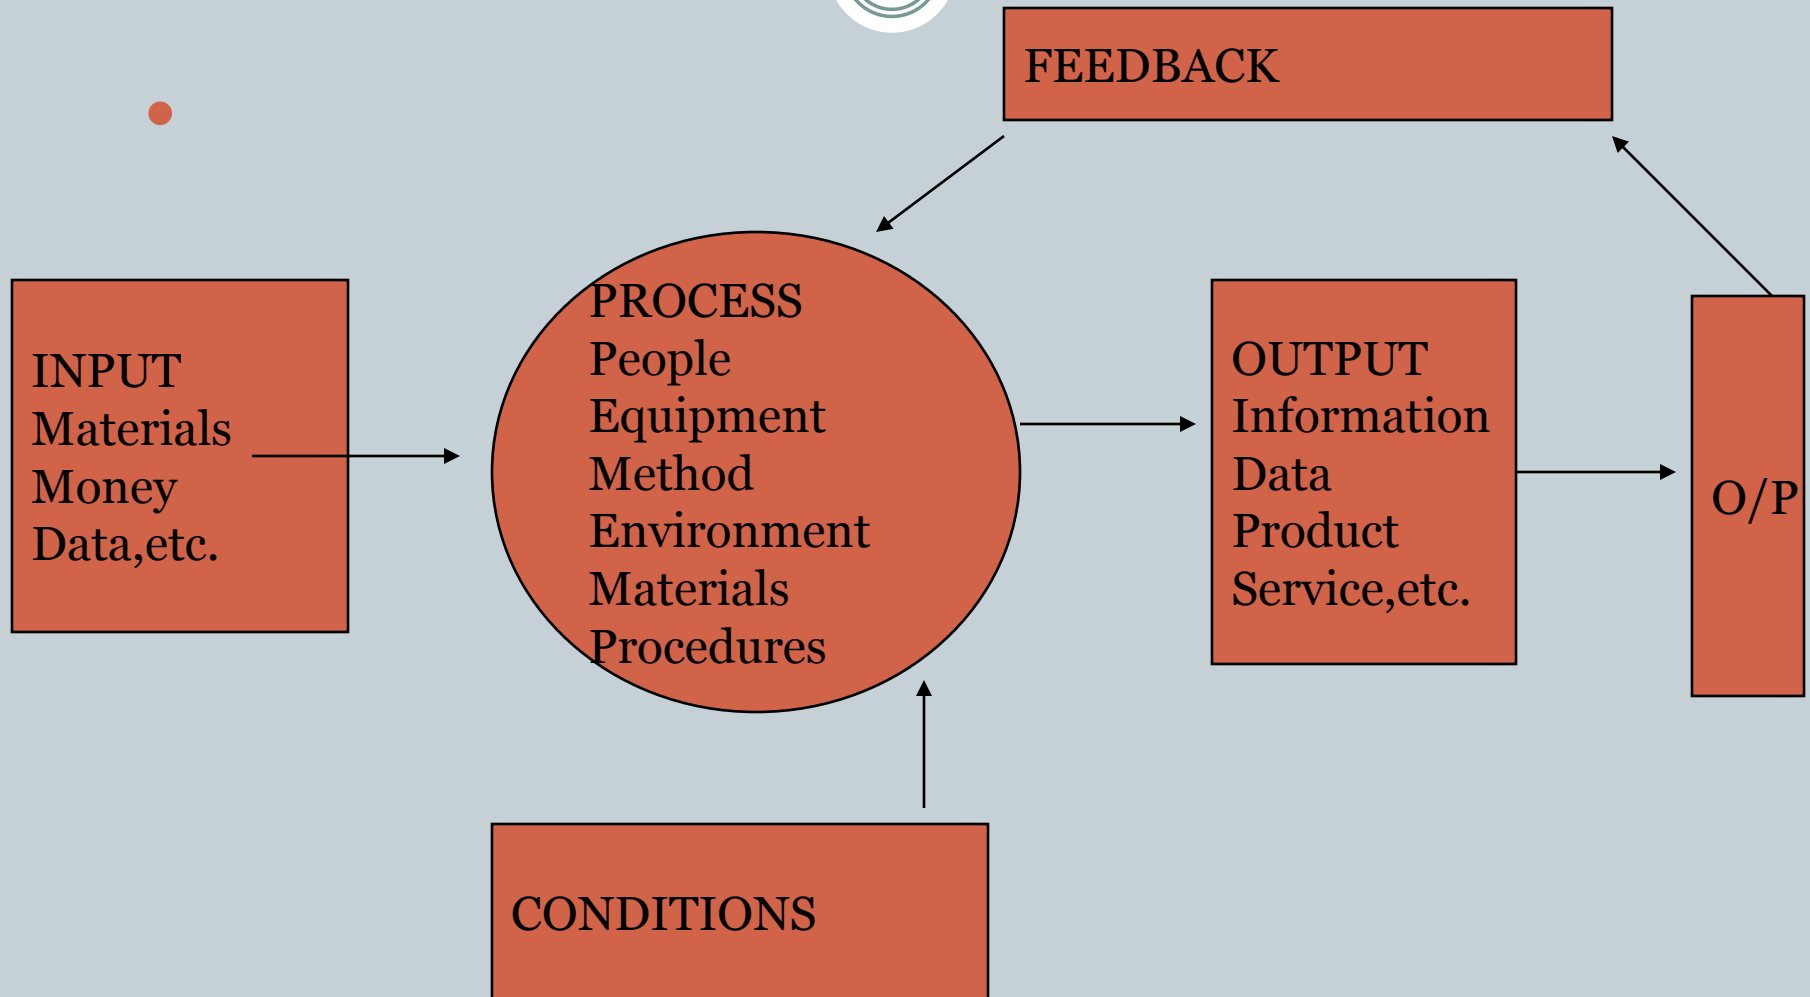 FEEDBACK
INPUT
Materials
Money
Data,etc.
PROCESS
People
Equipment
Method
Environment
Materials
Procedures
OUTPUT
Information
Data
Product
Service,etc.
O/P
CONDITIONS